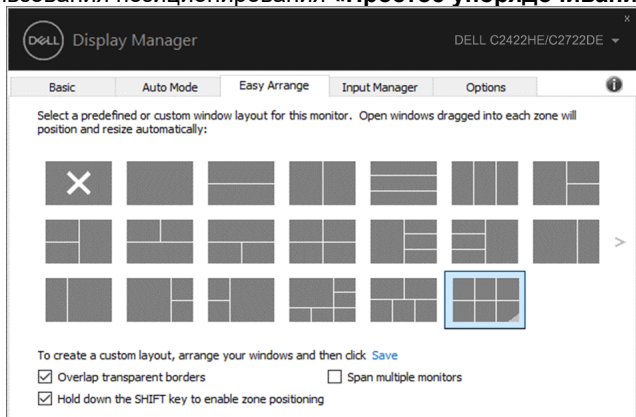 позиционирования «Простое упорядочивани
x
DELL Display Manager
DELL C2422HE/C2722DE
Basic
Auto Mode
Easy Arrange
Input Manager
Options
i
Select a predefined or custom window layout for this monitor. Open windows dragged into each zone will
position and resize automatically:
>
To create a custom layout, arrange your windows and then click Save
Overlap transparent borders
Span multiple monitors
Hold down the SHIFT key to enable zone positioning